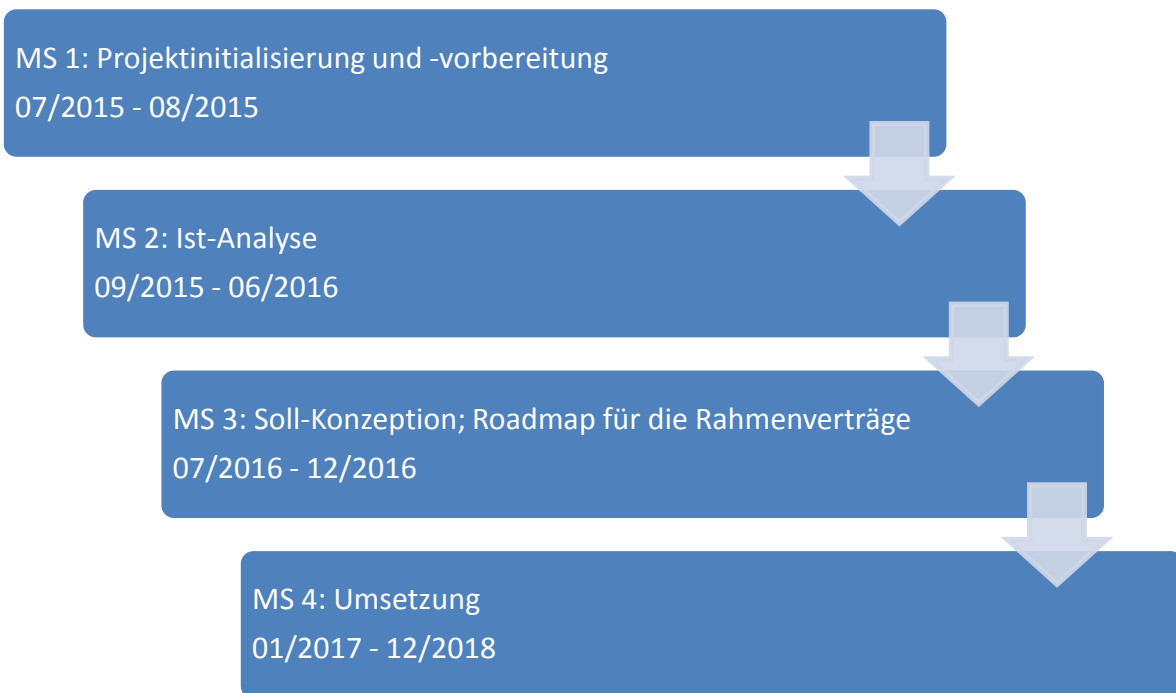 MS 1: Projektinitialisierung und -vorbereitung
07/2015 - 08/2015
MS 2: Ist-Analyse
09/2015 - 06/2016
MS 3: Soll-Konzeption; Roadmap für die Rahmenverträge
07/2016 - 12/2016
MS 4: Umsetzung
01/2017 - 12/2018